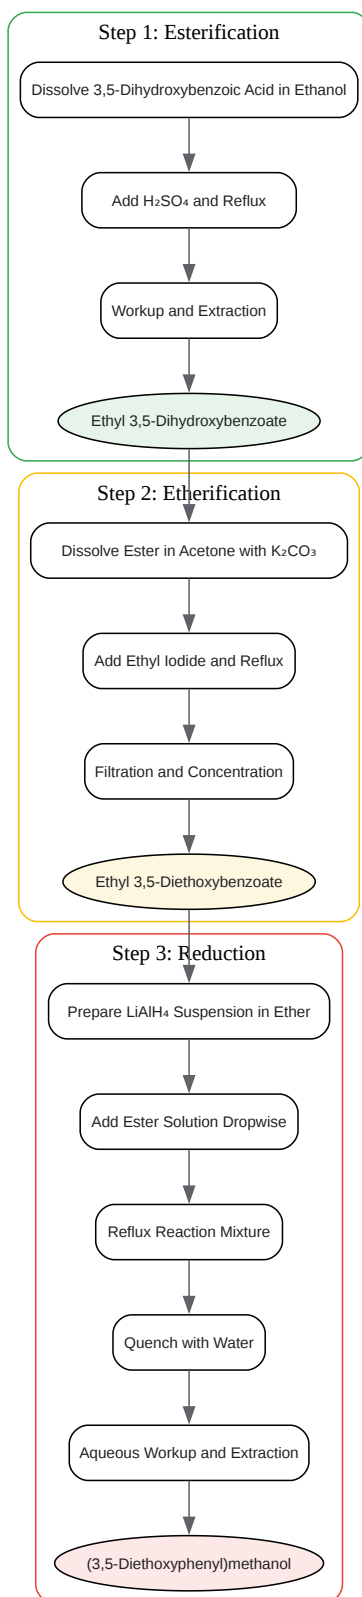 Step 1: Esterification
Dissolve 3,5-Dihydroxybenzoic Acid in Ethanol
Add H₂SO₄ and Reflux
Workup and Extraction
Ethyl 3,5-Dihydroxybenzoate
Step 2: Etherification
Dissolve Ester in Acetone with K₂CO₃
Add Ethyl Iodide and Reflux
Filtration and Concentration
Ethyl 3,5-Diethoxybenzoate
Step 3: Reduction
Prepare LiAlH₄ Suspension in Ether
Add Ester Solution Dropwise
Reflux Reaction Mixture
Quench with Water
Aqueous Workup and Extraction
(3,5-Diethoxyphenyl)methanol